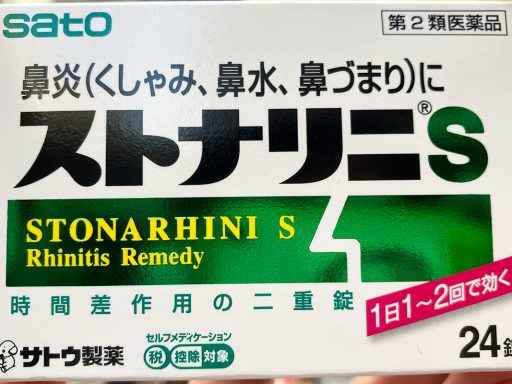 sato
第2類医薬品
鼻炎(くしゃみ、鼻水、鼻づまり)に
ストナリニ®S
STONARHINI S
Rhinitis Remedy
時間差作用の二重錠
1日1～2回で効く
サトウ製薬
セルフメディケーション
税 控除 対象
24錠